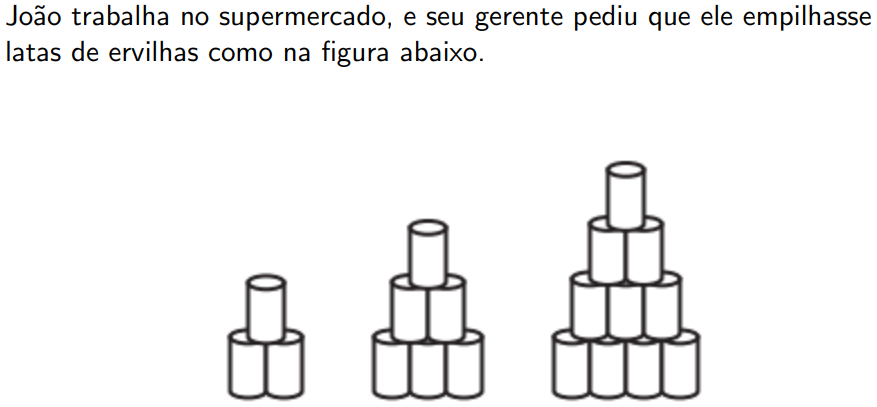 João trabalha no supermercado, e seu gerente pediu que ele empilhasse
latas de ervilhas como na figura abaixo.